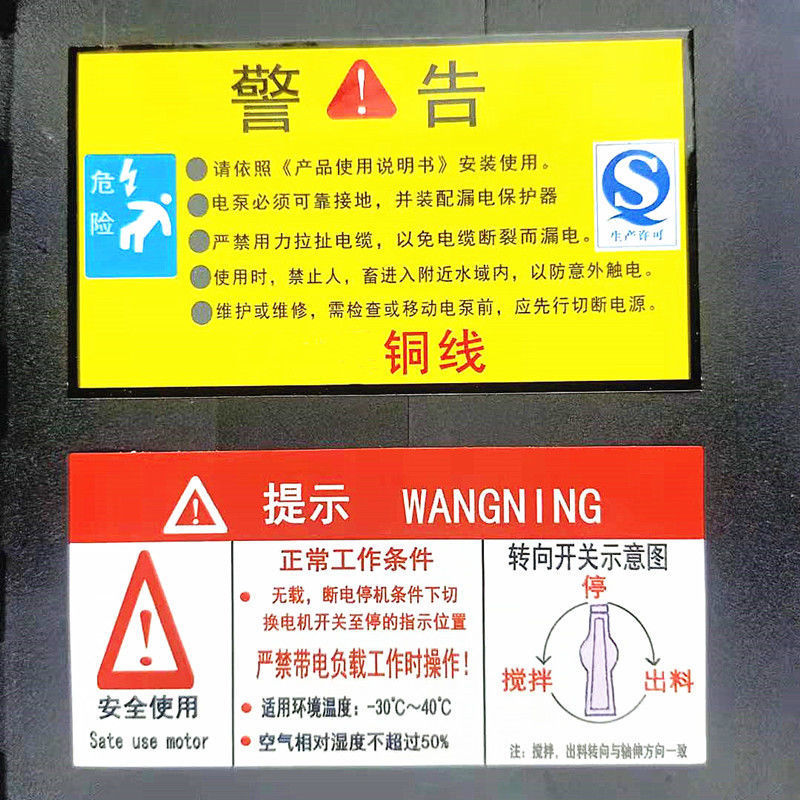 警告
危险
请依照《产品使用说明书》安装使用。
电泵必须可靠接地，并装配漏电保护器
严禁用力拉扯电缆，以免电缆断裂而漏电。
使用时，禁止人，畜进入附近水域内，以防意外触电。
维护或维修，需检查或移动电泵前，应先行切断电源。
生产许可
铜线
提示 WANGNING
安全使用
Sate use motor
正常工作条件
无载，断电停机条件下切
换电机开关至停的指示位置
严禁带电负载工作时操作！
适用环境温度：-30℃～40℃
空气相对湿度不超过50%
转向开关示意图
停
搅拌 出料
注：搅拌、出料转向与轴伸方向一致